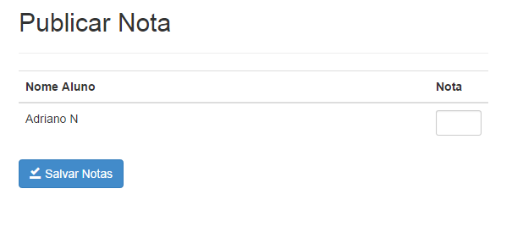 Publicar Nota
Nome Aluno Nota
Adriano N
Salvar Notas